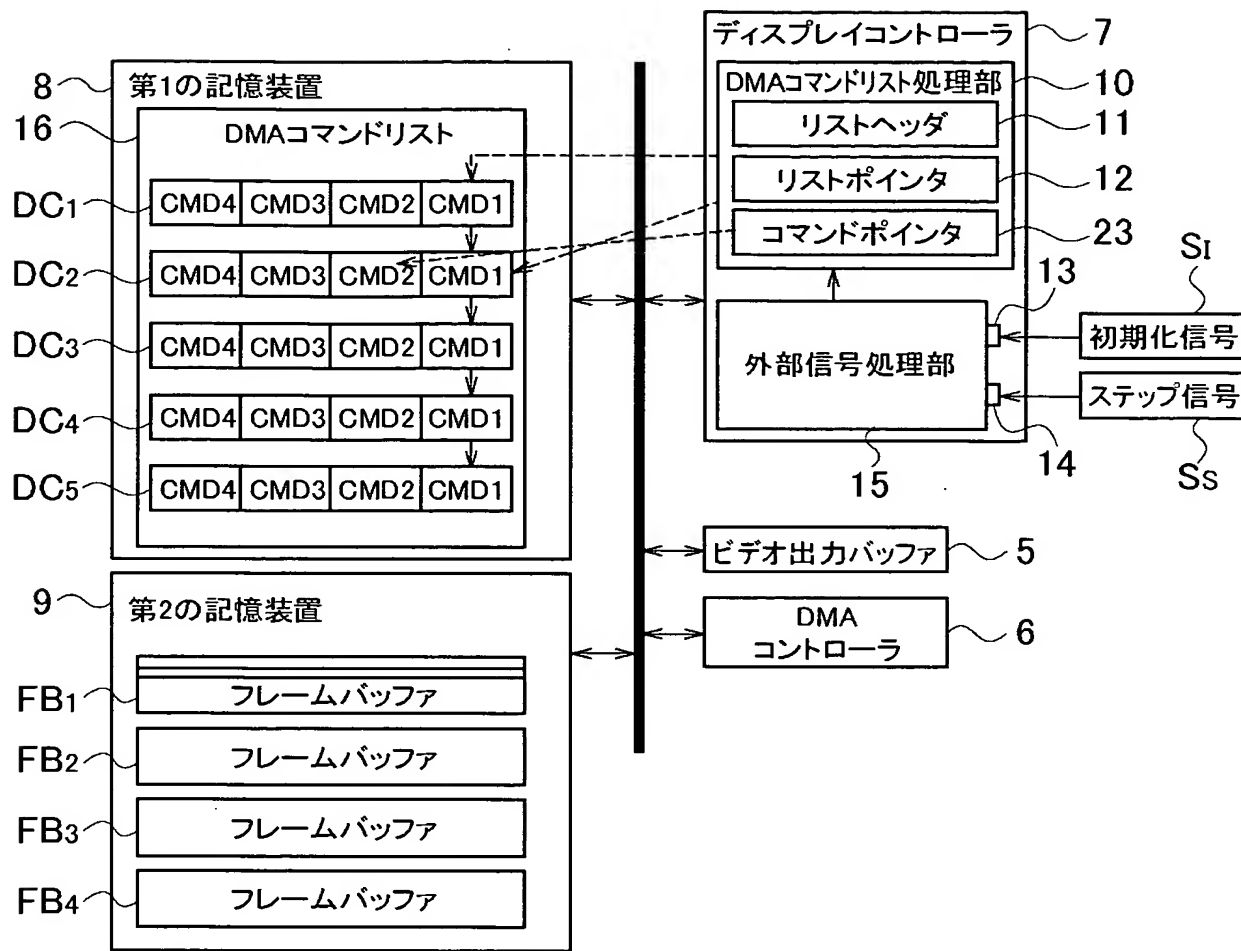 8
第1の記憶装置
16
DMAコマンドリスト
DC1
CMD4 CMD3 CMD2 CMD1
DC2
CMD4 CMD3 CMD2 CMD1
DC3
CMD4 CMD3 CMD2 CMD1
DC4
CMD4 CMD3 CMD2 CMD1
DC5
CMD4 CMD3 CMD2 CMD1
9
第2の記憶装置
FB1
フレームバッファ
FB2
フレームバッファ
FB3
フレームバッファ
FB4
フレームバッファ
ディスプレイコントローラ
7
DMAコマンドリスト処理部
10
リストヘッダ
11
リストポインタ
12
コマンドポインタ
23
外部信号処理部
15
13
14
SI
初期化信号
ステップ信号
SS
ビデオ出力バッファ
5
DMA
コントローラ
6